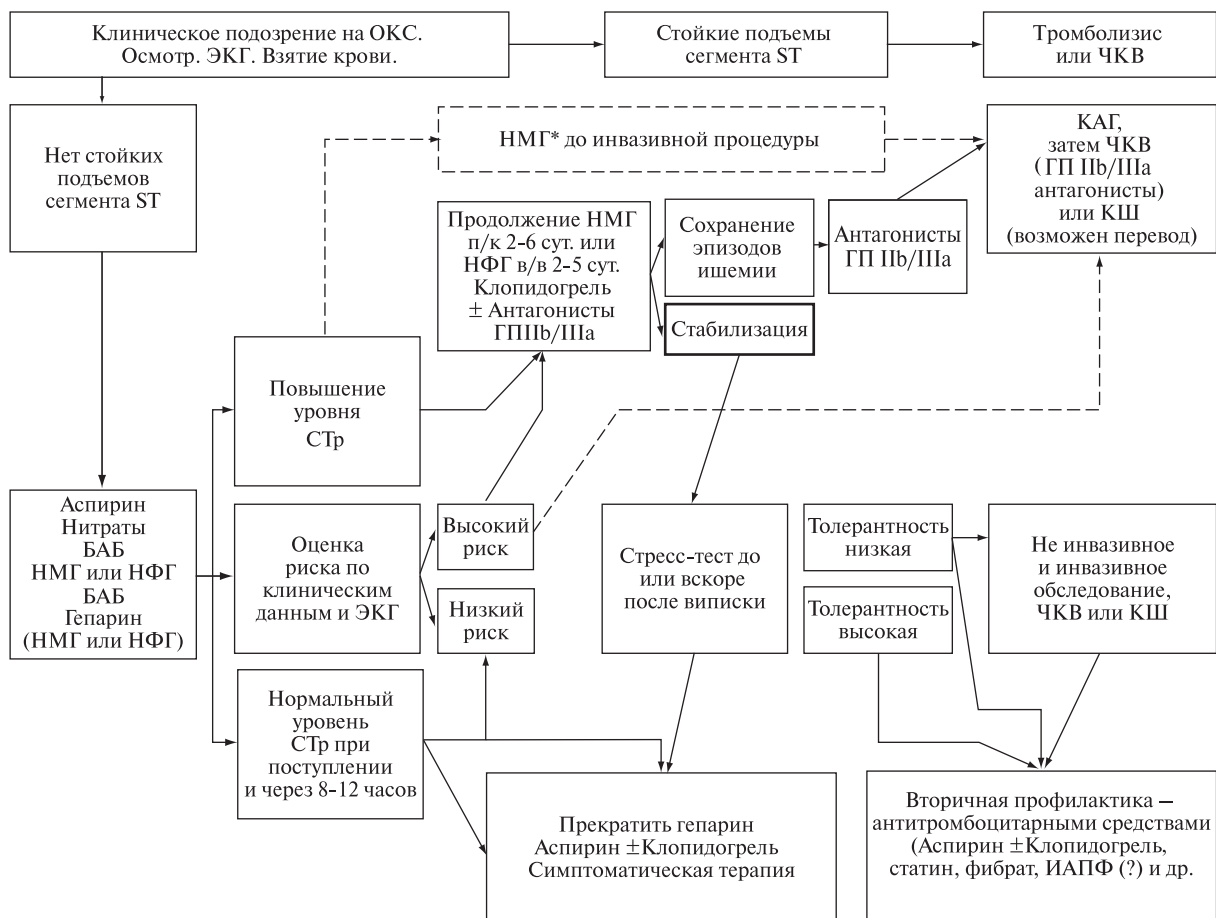 Клиническое подозрение на ОКС.
Осмотр. ЭКГ. Взятие крови.
Стойкие подъемы
сегмента ST
Тромболизис
или ЧКВ
Нет стойких
подъемов
сегмента ST
НМГ* до инвазивной процедуры
КАГ,
затем ЧКВ
(ГП IIb/IIIa
антагонисты)
или КШ
(возможен перевод)
Продолжение НМГ
п/к 2-6 сут. или
НФГ в/в 2-5 сут.
Клопидогрель
± Антагонисты
ГПIIb/IIIa
Сохранение
эпизодов
ишемии
Антагонисты
ГП IIb/IIIa
Стабилизация
Повышение
уровня
СТр
Аспирин
Нитраты
БАБ
НМГ или НФГ
БАБ
Гепарин
(НМГ или НФГ)
Оценка
риска по
клиническим
данным и ЭКГ
Высокий
риск
Низкий
риск
Стресс-тест до
или вскоре
после виписки
Толерантность
низкая
Толерантность
высокая
Не инвазивное
и инвазивное
обследование,
ЧКВ или КШ
Нормальный
уровень
СТр при
поступлении
и через 8-12 часов
Прекратить гепарин
Аспирин ±Клопидогрель
Симптоматическая терапия
Вторичная профилактика –
антитромбоцитарными средствами
(Аспирин ±Клопидогрель,
статин, фибрат, ИАПФ (?) и др.